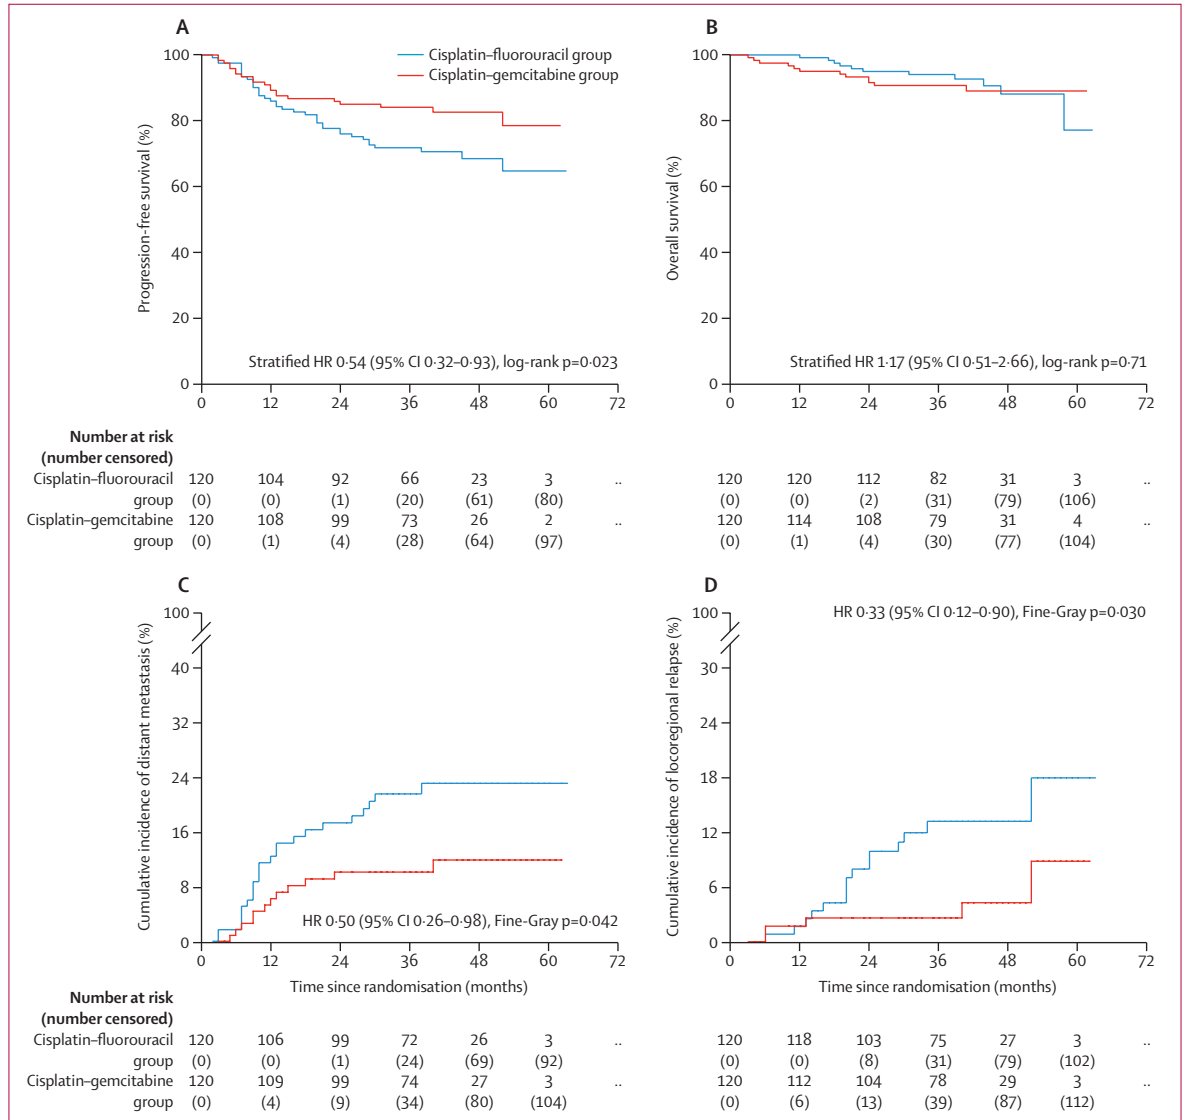 A
100
80
60
40
20
0
Progression-free survival (%)
Cisplatin–fluorouracil group
Cisplatin–gemcitabine group
Stratified HR 0·54 (95% CI 0·32–0·93), log-rank p=0·023
0 12 24 36 48 60 72
B
100
80
60
40
20
0
Overall survival (%)
Stratified HR 1·17 (95% CI 0·51–2·66), log-rank p=0·71
0 12 24 36 48 60 72
Number at risk
(number censored)
Cisplatin–fluorouracil 120 104 92 66 23 3 .. 120 120 112 82 31 3 ..
group (0) (0) (1) (20) (61) (80) (0) (0) (2) (31) (79) (106)
Cisplatin–gemcitabine 120 108 99 73 26 2 .. 120 114 108 79 31 4 ..
group (0) (1) (4) (28) (64) (97) (0) (1) (4) (30) (77) (104)
C
100
40
32
24
16
8
0
Cumulative incidence of distant metastasis (%)
HR 0·50 (95% CI 0·26–0·98), Fine-Gray p=0·042
0 12 24 36 48 60 72
Time since randomisation (months)
D
100
30
24
18
12
6
0
Cumulative incidence of locoregional relapse (%)
HR 0·33 (95% CI 0·12–0·90), Fine-Gray p=0·030
0 12 24 36 48 60 72
Time since randomisation (months)
Number at risk
(number censored)
Cisplatin–fluorouracil 120 106 99 72 26 3 .. 120 118 103 75 27 3 ..
group (0) (0) (1) (24) (69) (92) (0) (0) (8) (31) (79) (102)
Cisplatin–gemcitabine 120 109 99 74 27 3 .. 120 112 104 78 29 3 ..
group (0) (4) (9) (34) (80) (104) (0) (6) (13) (39) (87) (112)